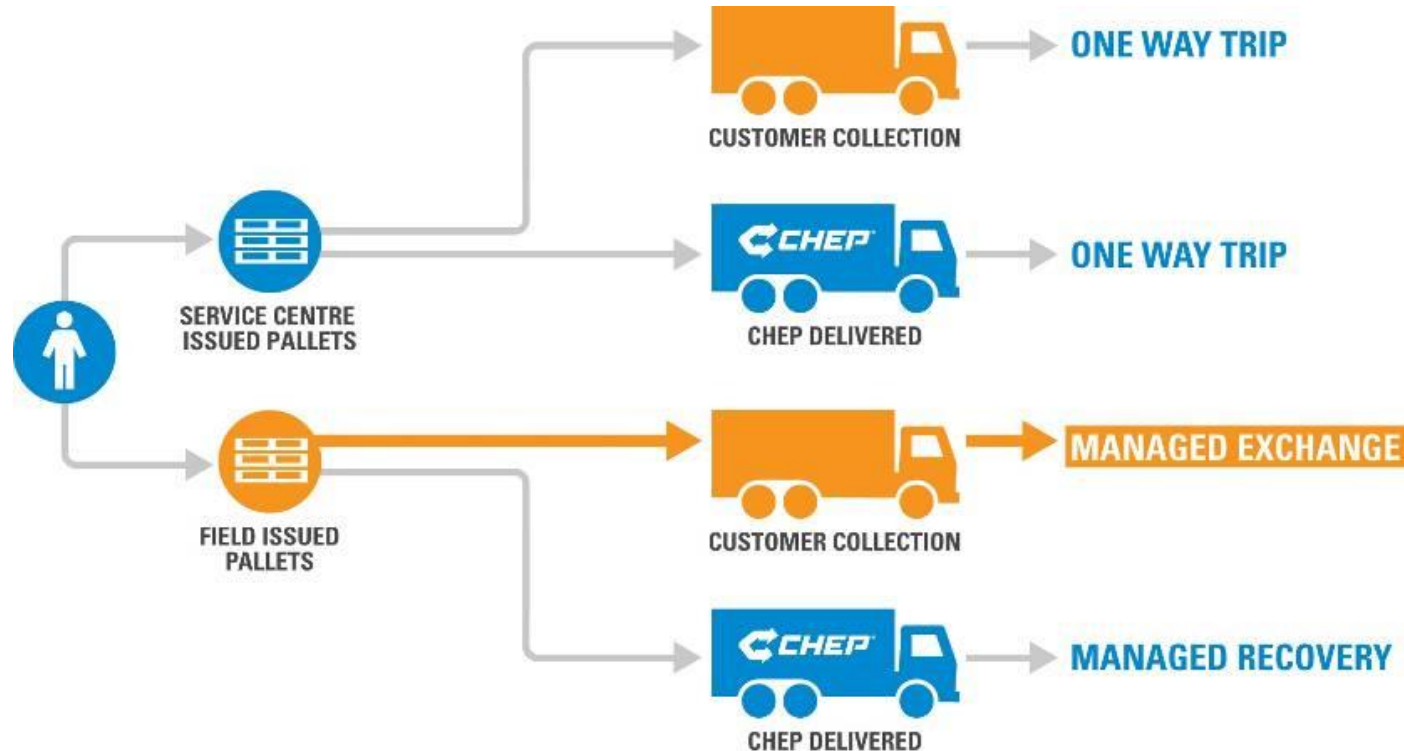 ONE WAY TRIP
CUSTOMER COLLECTION
CHEP
ONE WAY TRIP
SERVICE CENTRE
ISSUED PALLETS
CHEP DELIVERED
MANAGED EXCHANGE
FIELD ISSUED
PALLETS
CUSTOMER COLLECTION
CHEP
MANAGED RECOVERY
CHEP DELIVERED